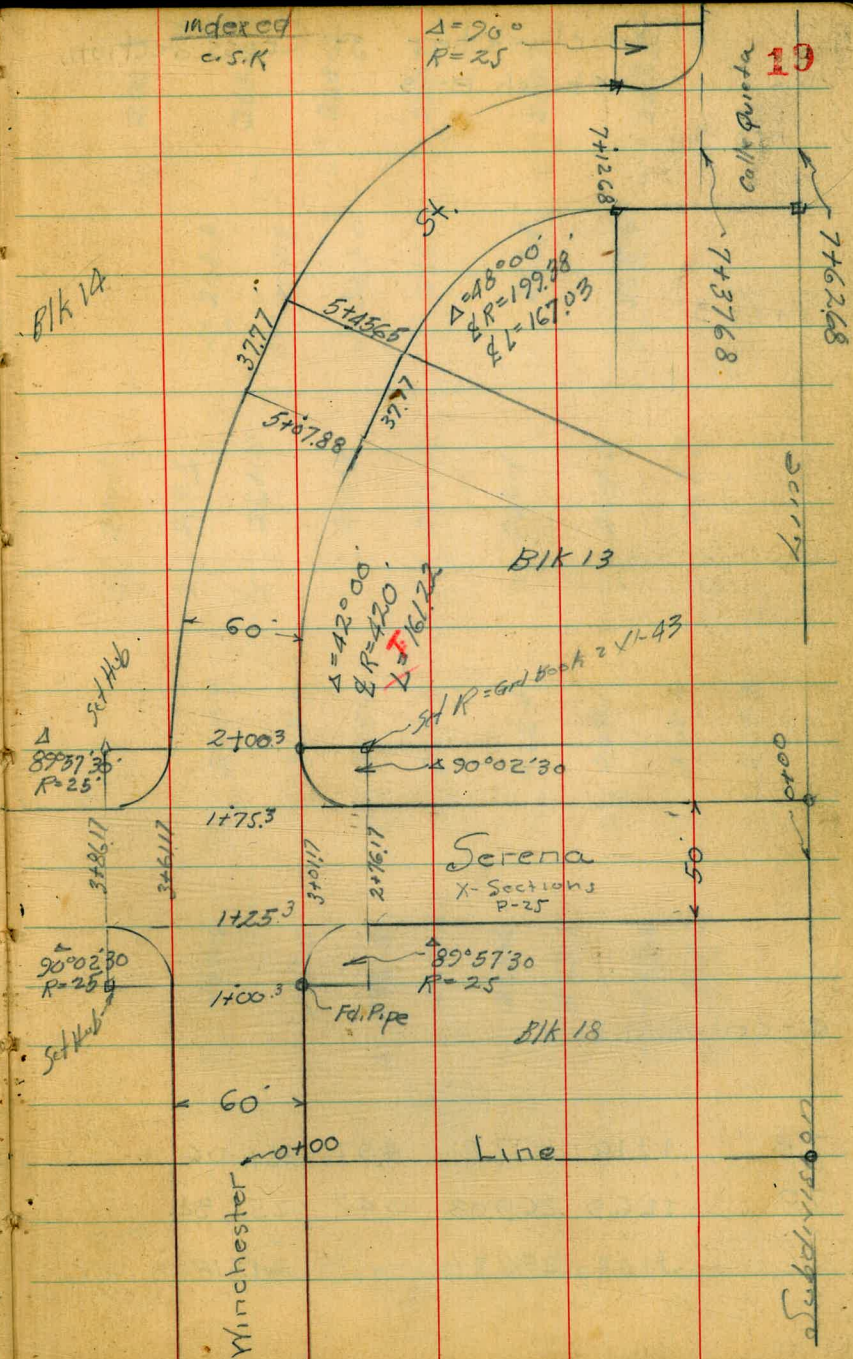 Indexed
C.S.K
Δ=90°
R=25
19
Calle Quieta
7+12.68
7+37.68
7+62.68
St.
Blk 14
Δ=48°00'
⅊ R=199.38'
⅊ L=167.03
5+45.65
37.77
37.77
5+07.88
Blk 13
Line
60'
Δ=42°00'
⅊ R=420'
T=161.22
Set P = Grd Book 2 XI-43
Set Hub
Δ
89°57'30"
R=25'
2+00.3
Δ 90°02'30
0+00
1+75.3
3+86.17
3+61.17
3+01.17
2+76.17
Serena
X-Sections
P-25
50'
1+25.3
Δ
90°02'30
R=25
Δ
89°57'30
R=25
1+00.3
Fd. Pipe
Set Hub
Blk 18
60'
0+00
Line
Winchester
Subdivision